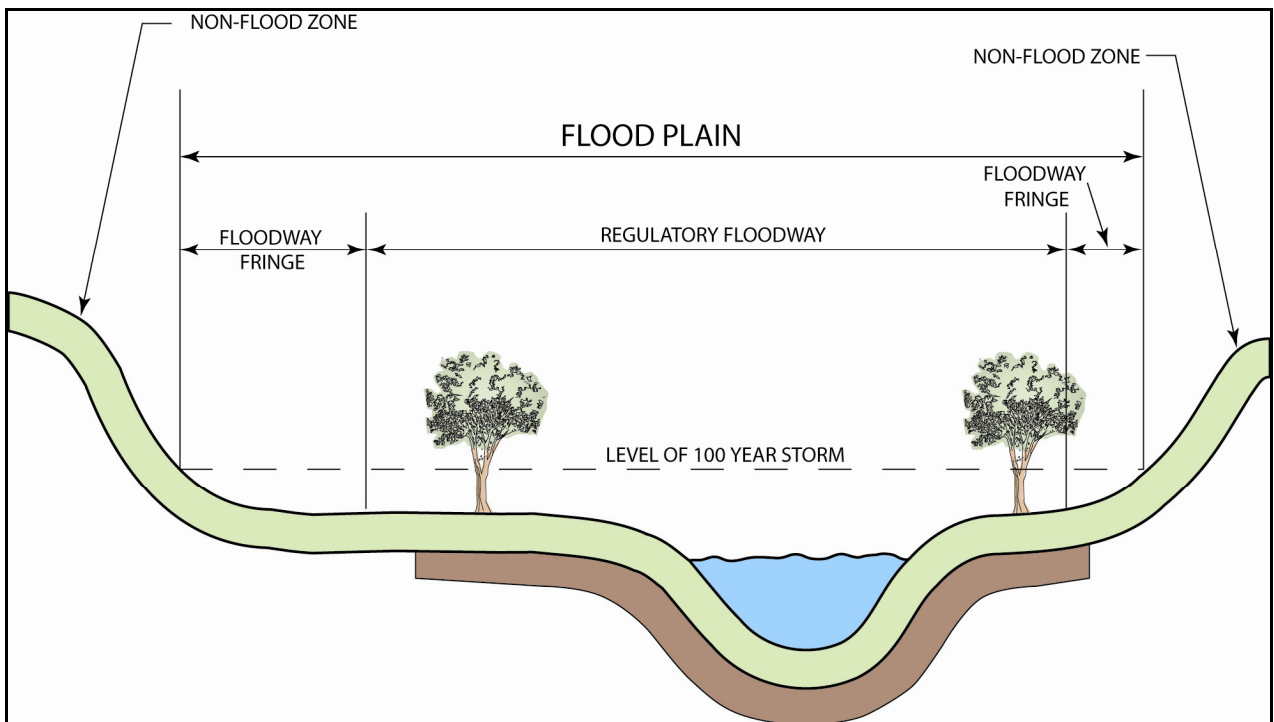 NON-FLOOD ZONE
NON-FLOOD ZONE
FLOOD PLAIN
FLOODWAY
FRINGE
FLOODWAY
FRINGE
REGULATORY FLOODWAY
LEVEL OF 100 YEAR STORM